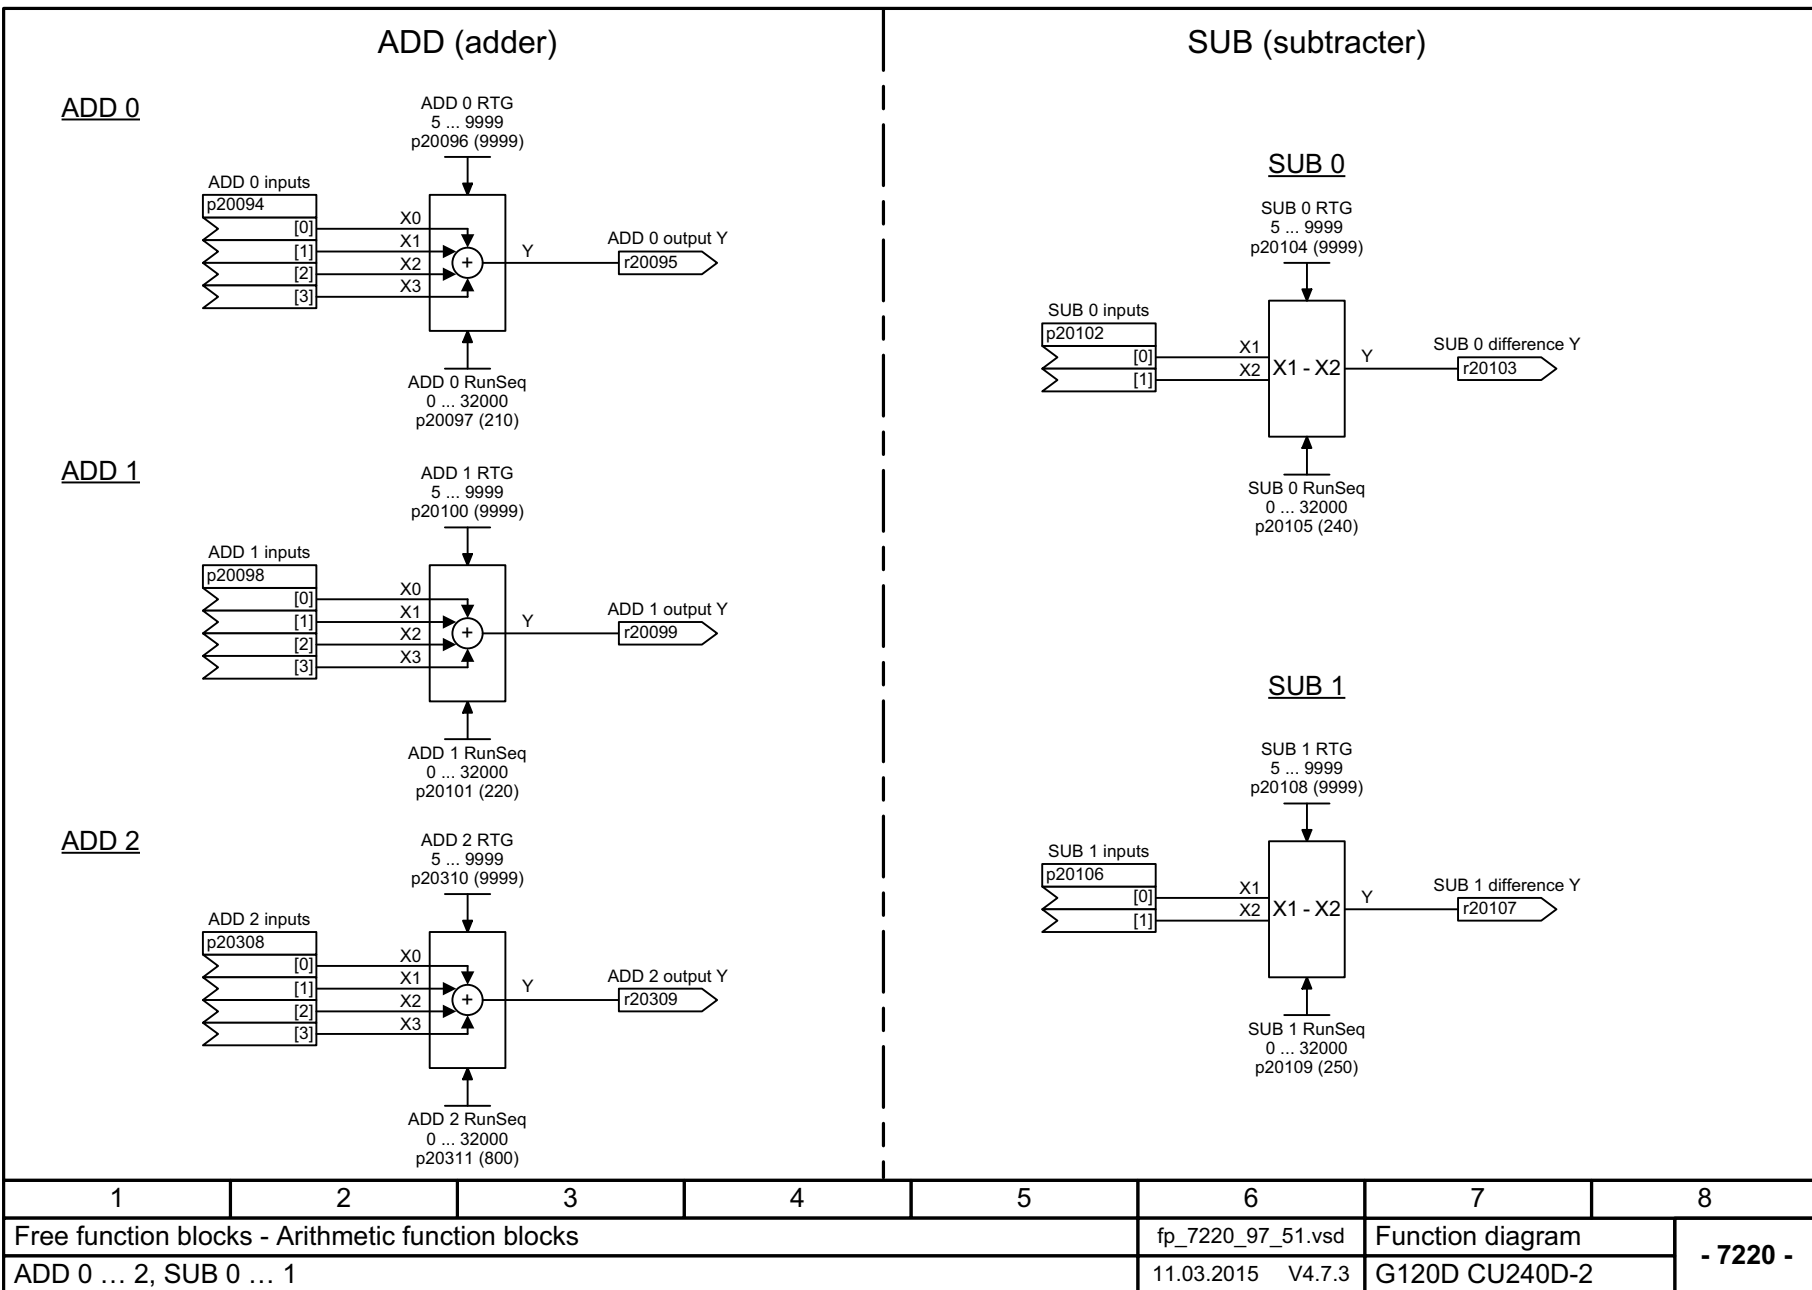 ADD (adder)
ADD 0
ADD 0 RTG
5 ... 9999
p20096 (9999)
ADD 0 inputs
p20094
[0]
[1]
[2]
[3]
X0
X1
X2
X3
+
Y
ADD 0 output Y
r20095
ADD 0 RunSeq
0 ... 32000
p20097 (210)
ADD 1
ADD 1 RTG
5 ... 9999
p20100 (9999)
ADD 1 inputs
p20098
[0]
[1]
[2]
[3]
X0
X1
X2
X3
+
Y
ADD 1 output Y
r20099
ADD 1 RunSeq
0 ... 32000
p20101 (220)
ADD 2
ADD 2 RTG
5 ... 9999
p20310 (9999)
ADD 2 inputs
p20308
[0]
[1]
[2]
[3]
X0
X1
X2
X3
+
Y
ADD 2 output Y
r20309
ADD 2 RunSeq
0 ... 32000
p20311 (800)
SUB (subtracter)
SUB 0
SUB 0 RTG
5 ... 9999
p20104 (9999)
SUB 0 inputs
p20102
[0]
[1]
X1
X2
X1 - X2
Y
SUB 0 difference Y
r20103
SUB 0 RunSeq
0 ... 32000
p20105 (240)
SUB 1
SUB 1 RTG
5 ... 9999
p20108 (9999)
SUB 1 inputs
p20106
[0]
[1]
X1
X2
X1 - X2
Y
SUB 1 difference Y
r20107
SUB 1 RunSeq
0 ... 32000
p20109 (250)
1 2 3 4 5 6 7 8
Free function blocks - Arithmetic function blocks
fp_7220_97_51.vsd
Function diagram
- 7220 -
ADD 0 … 2, SUB 0 … 1
11.03.2015 V4.7.3
G120D CU240D-2